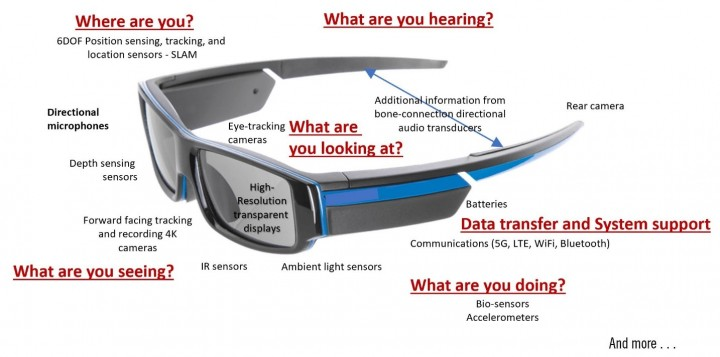 Where are you?
6DOF Position sensing, tracking, and
location sensors - SLAM
What are you hearing?
Directional
microphones
Eye-tracking
cameras
What are
you looking at?
Additional information from
bone-connection directional
audio transducers
Rear camera
Depth sensing
sensors
High-
Resolution
transparent
displays
Batteries
Forward facing tracking
and recording 4K
cameras
Data transfer and System support
Communications (5G, LTE, WiFi, Bluetooth)
What are you seeing?
IR sensors
Ambient light sensors
What are you doing?
Bio-sensors
Accelerometers
And more . . .